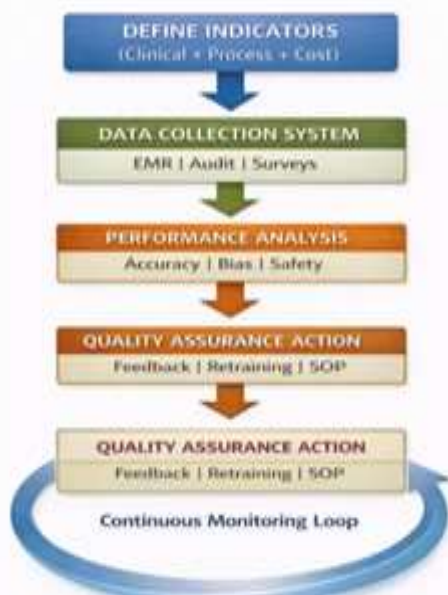 DEFINE INDICATORS
(Clinical + Process + Cost)
DATA COLLECTION SYSTEM
EMR | Audit | Surveys
PERFORMANCE ANALYSIS
Accuracy | Bias | Safety
QUALITY ASSURANCE ACTION
Feedback | Retraining | SOP
QUALITY ASSURANCE ACTION
Feedback | Retraining | SOP
Continuous Monitoring Loop